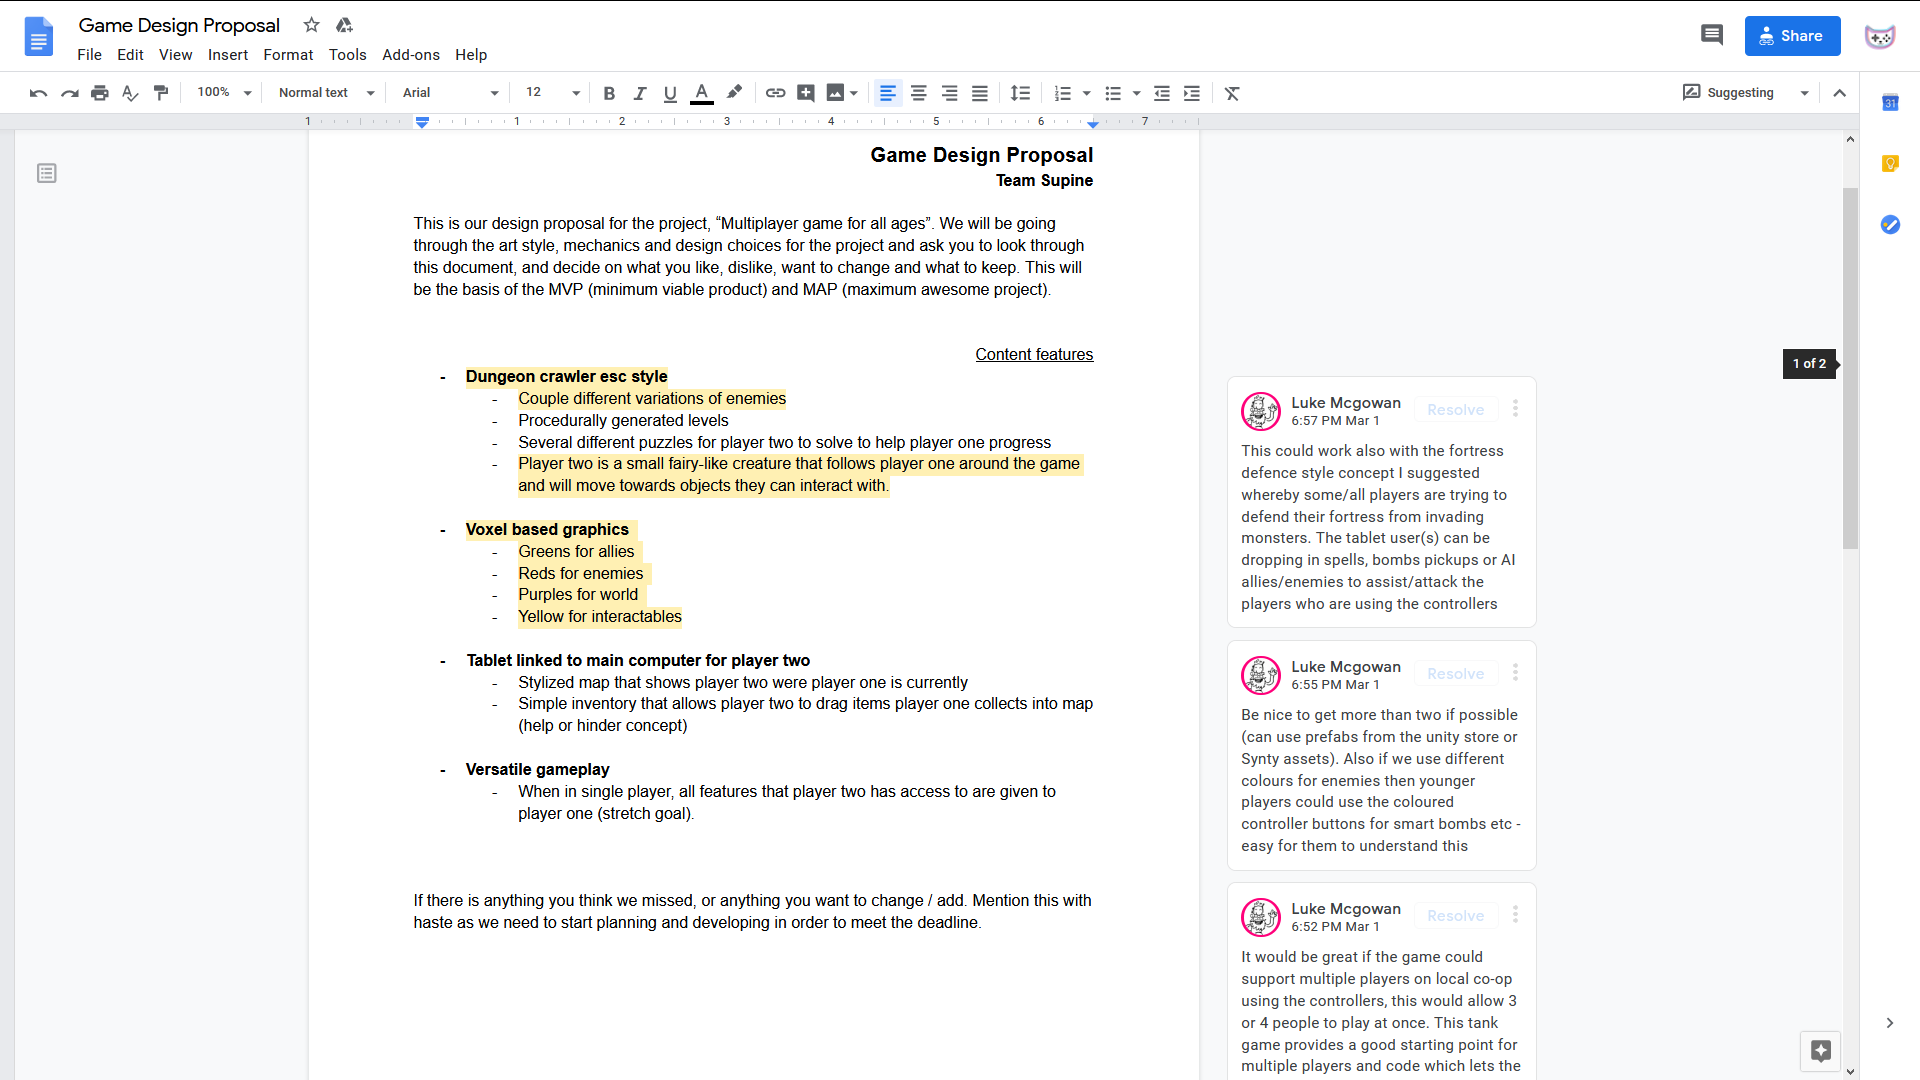 Game Design Proposal
File Edit View Insert Format Tools Add-ons Help
Share
100% Normal text Arial 12 B I U A
Suggesting
31
1 1 2 3 4 5 6 7
Game Design Proposal
Team Supine
This is our design proposal for the project, “Multiplayer game for all ages”. We will be going
through the art style, mechanics and design choices for the project and ask you to look through
this document, and decide on what you like, dislike, want to change and what to keep. This will
be the basis of the MVP (minimum viable product) and MAP (maximum awesome project).
Content features
- Dungeon crawler esc style
- Couple different variations of enemies
- Procedurally generated levels
- Several different puzzles for player two to solve to help player one progress
- Player two is a small fairy-like creature that follows player one around the game
and will move towards objects they can interact with.
- Voxel based graphics
- Greens for allies
- Reds for enemies
- Purples for world
- Yellow for interactables
- Tablet linked to main computer for player two
- Stylized map that shows player two were player one is currently
- Simple inventory that allows player two to drag items player one collects into map
(help or hinder concept)
- Versatile gameplay
- When in single player, all features that player two has access to are given to
player one (stretch goal).
If there is anything you think we missed, or anything you want to change / add. Mention this with
haste as we need to start planning and developing in order to meet the deadline.
1 of 2
Luke Mcgowan
Resolve
6:57 PM Mar 1
This could work also with the fortress
defence style concept I suggested
whereby some/all players are trying to
defend their fortress from invading
monsters. The tablet user(s) can be
dropping in spells, bombs pickups or AI
allies/enemies to assist/attack the
players who are using the controllers
Luke Mcgowan
Resolve
6:55 PM Mar 1
Be nice to get more than two if possible
(can use prefabs from the unity store or
Synty assets). Also if we use different
colours for enemies then younger
players could use the coloured
controller buttons for smart bombs etc -
easy for them to understand this
Luke Mcgowan
Resolve
6:52 PM Mar 1
It would be great if the game could
support multiple players on local co-op
using the controllers, this would allow 3
or 4 people to play at once. This tank
game provides a good starting point for
multiple players and code which lets the